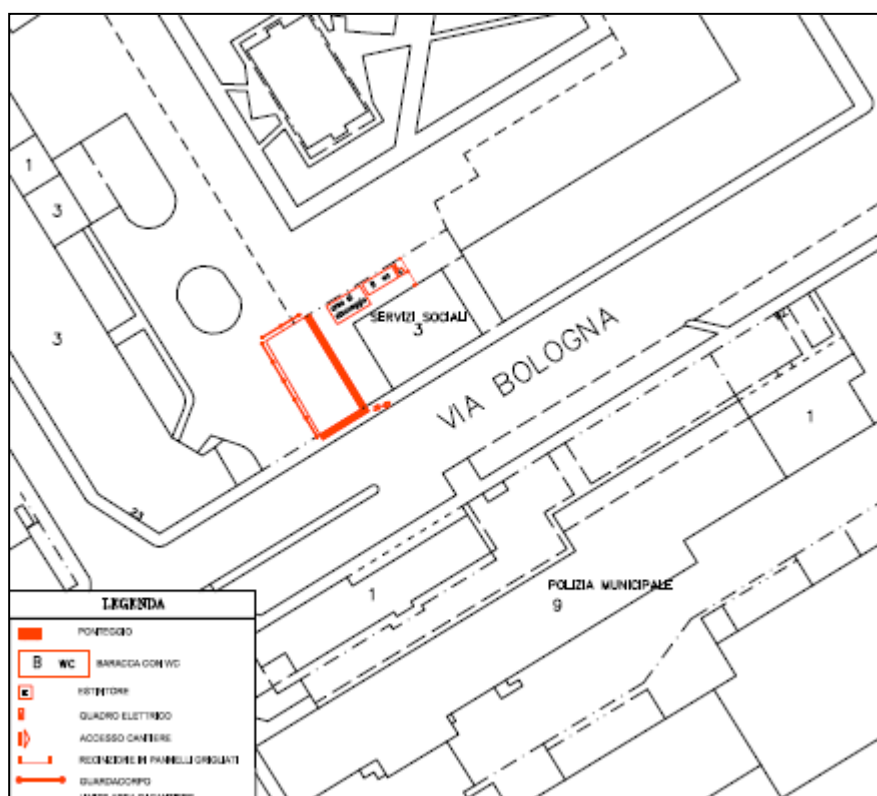 1
3
3
SERVIZI SOCIALI
3
B WC
VIA BOLOGNA
1
23
POLIZIA MUNICIPALE
9
1
LEGENDA
PONTEGGIO
B WC
BARACCA CON WC
ESTINTORE
QUADRO ELETTRICO
ACCESSO CANTIERE
RECINZIONE IN PANNELLI GRIGLIATI
GUARDACORPO